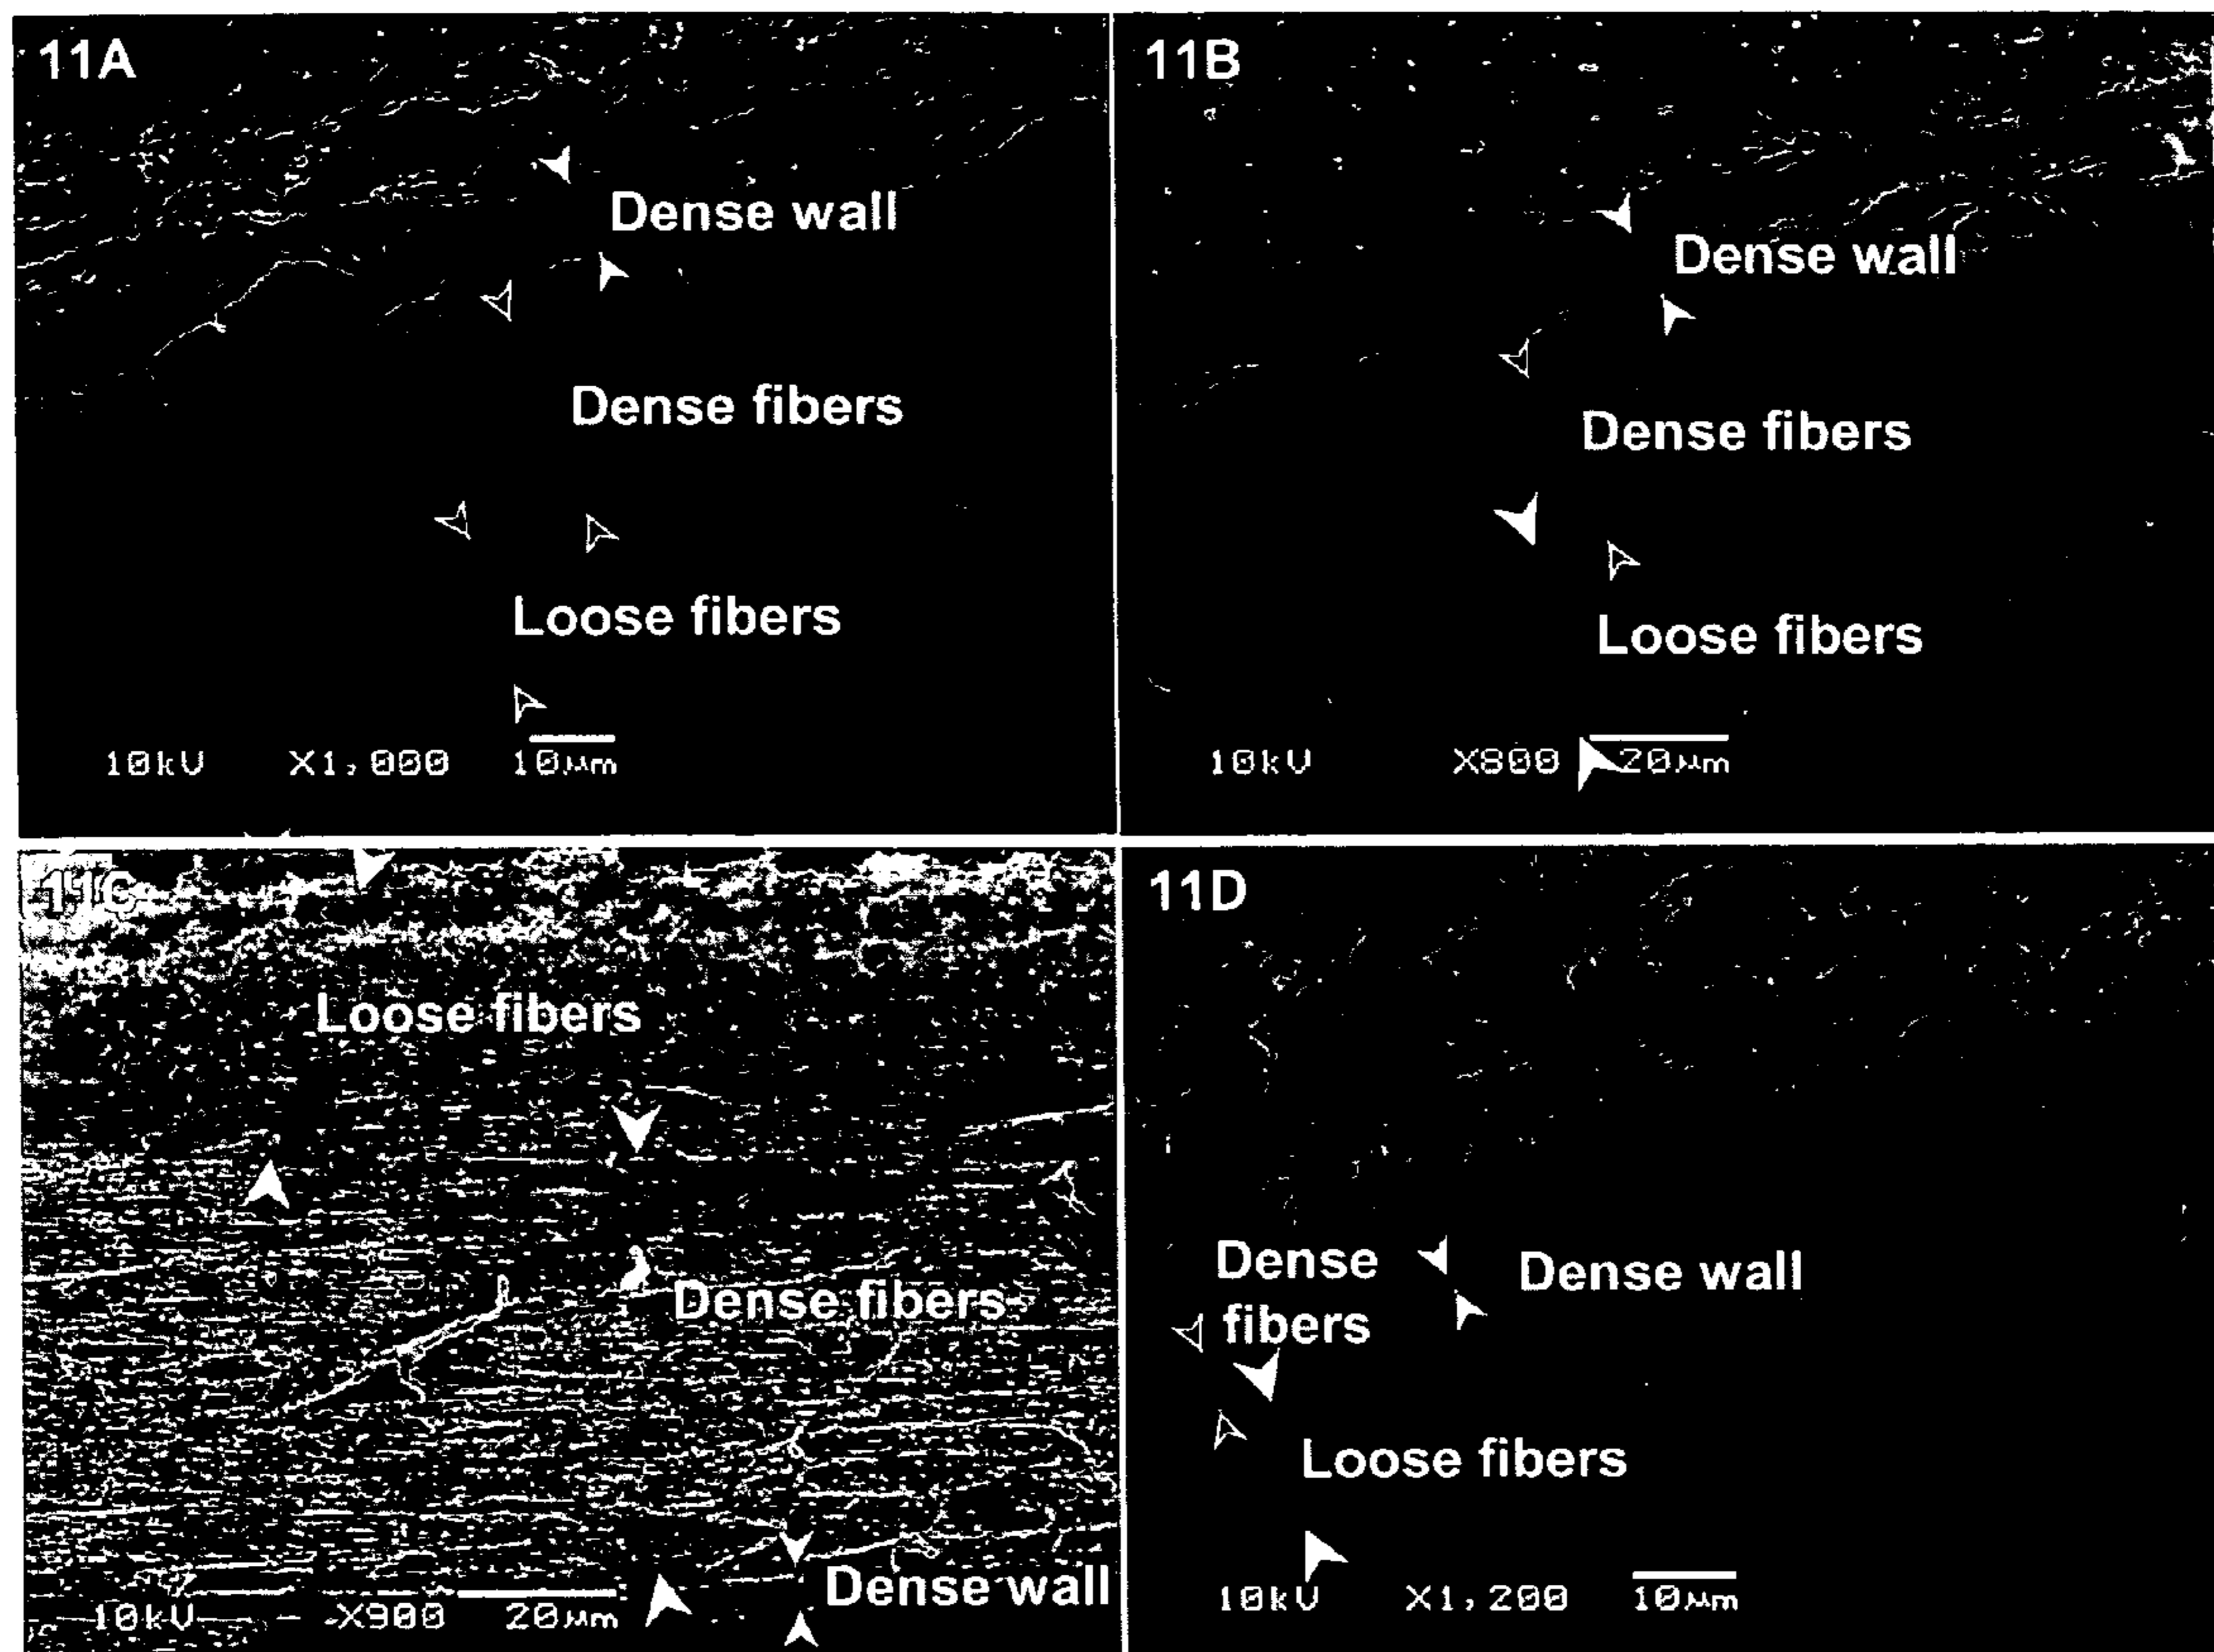 11A
Dense wall
Dense fibers
Loose fibers
10kV X1,000 10µm
11B
Dense wall
Dense fibers
Loose fibers
10kV X800 20µm
11C
Loose fibers
Dense fibers
Dense wall
10kV X900 20µm
11D
Dense
fibers
Dense wall
Loose fibers
10kV X1,200 10µm